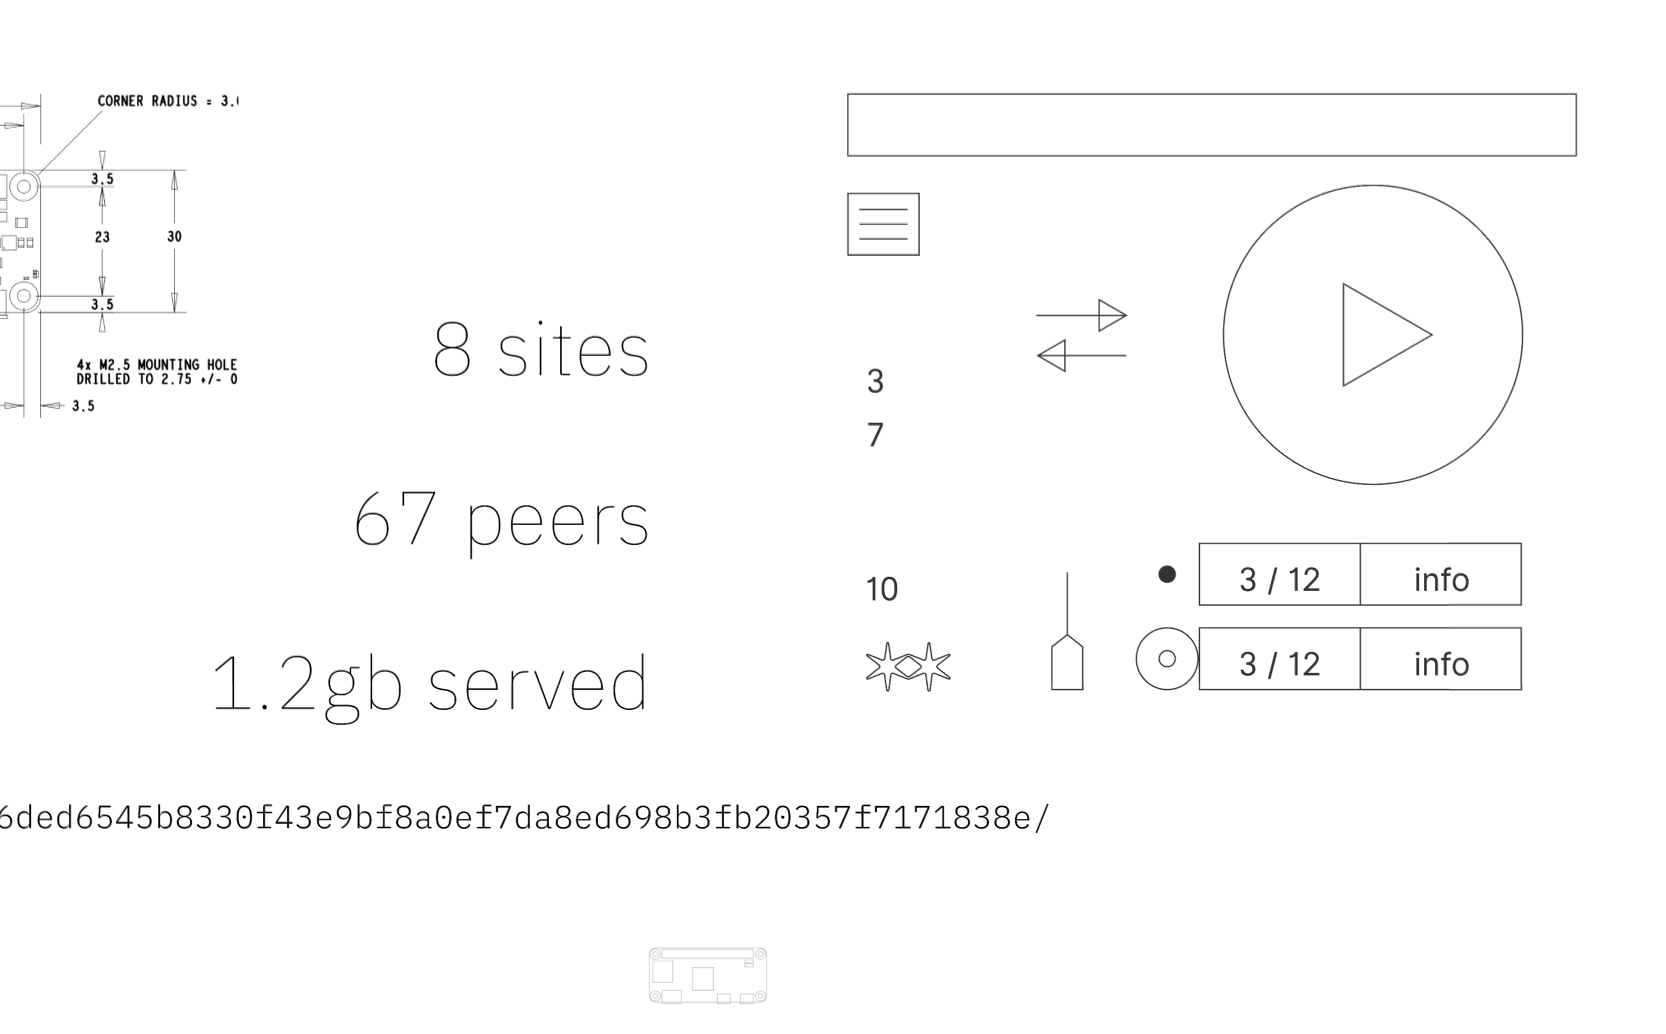 CORNER RADIUS = 3.
3.5
23
30
3.5
4x M2.5 MOUNTING HOLE
DRILLED TO 2.75 +/- 0
3.5
8 sites
67 peers
1.2gb served
3
7
10
3 / 12
info
3 / 12
info
6ded6545b8330f43e9bf8a0ef7da8ed698b3fb20357f7171838e/